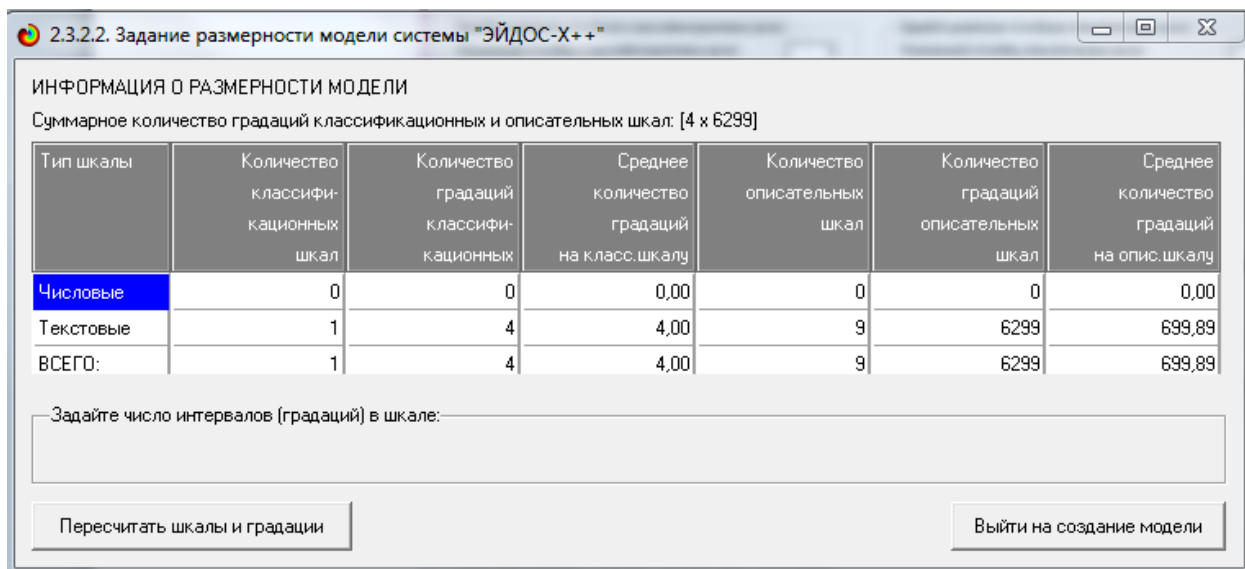 2.3.2.2. Задание размерности модели системы "ЭЙДОС-X++"
ИНФОРМАЦИЯ О РАЗМЕРНОСТИ МОДЕЛИ
Суммарное количество градаций классификационных и описательных шкал: [4 x 6299]
Тип шкалы Количество классифи- кационных шкал Количество градаций классифи- кационных Среднее количество градаций на класс.шкалу Количество описательных шкал Количество градаций описательных шкал Среднее количество градаций на опис.шкалу
Числовые 0 0 0,00 0 0 0,00
Текстовые 1 4 4,00 9 6299 699,89
ВСЕГО: 1 4 4,00 9 6299 699,89
Задайте число интервалов (градаций) в шкале:
Пересчитать шкалы и градации Выйти на создание модели